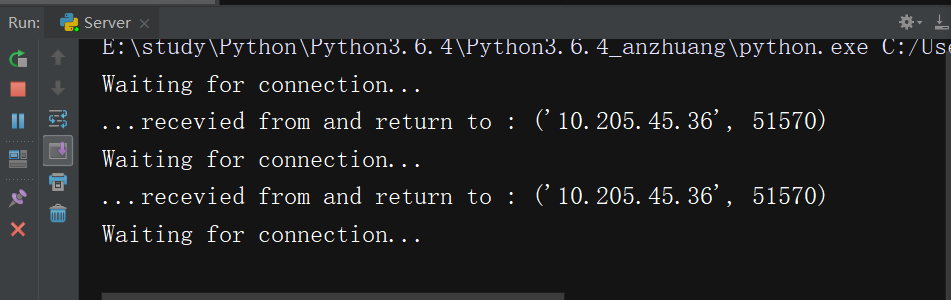 Run: Server
E:\study\Python\Python3.6.4\Python3.6.4_anzhuang\python.exe C:/Use
Waiting for connection...
...recevied from and return to : ('10.205.45.36', 51570)
Waiting for connection...
...recevied from and return to : ('10.205.45.36', 51570)
Waiting for connection...